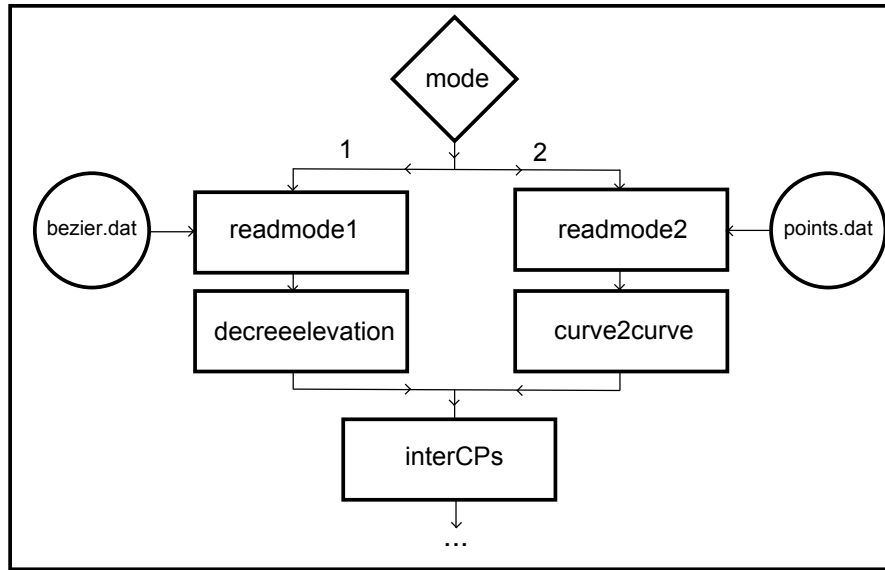 mode
1
2
bezier.dat
readmode1
readmode2
points.dat
decreeelevation
curve2curve
interCPs
...